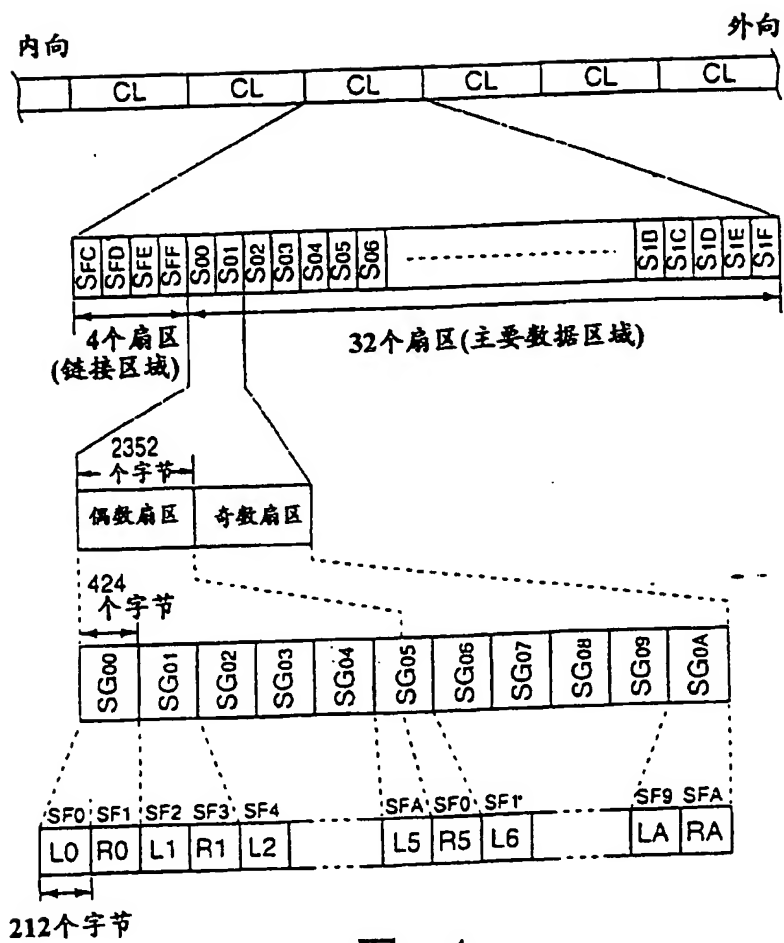 内向 外向
CL CL CL CL CL CL
SFC SFD SFE SFF S00 S01 S02 S03 S04 S05 S06 S1B S1C S1D S1E S1F
4个扇区 32个扇区(主要数据区域)
(链接区域)
2352
个字节
偶数扇区 奇数扇区
424
个字节
SG00 SG01 SG02 SG03 SG04 SG05 SG06 SG07 SG08 SG09 SG0A
SF0 SF1 SF2 SF3 SF4 SFA SF0 SF1 SF9 SFA
L0 R0 L1 R1 L2 L5 R5 L6 LA RA
212个字节